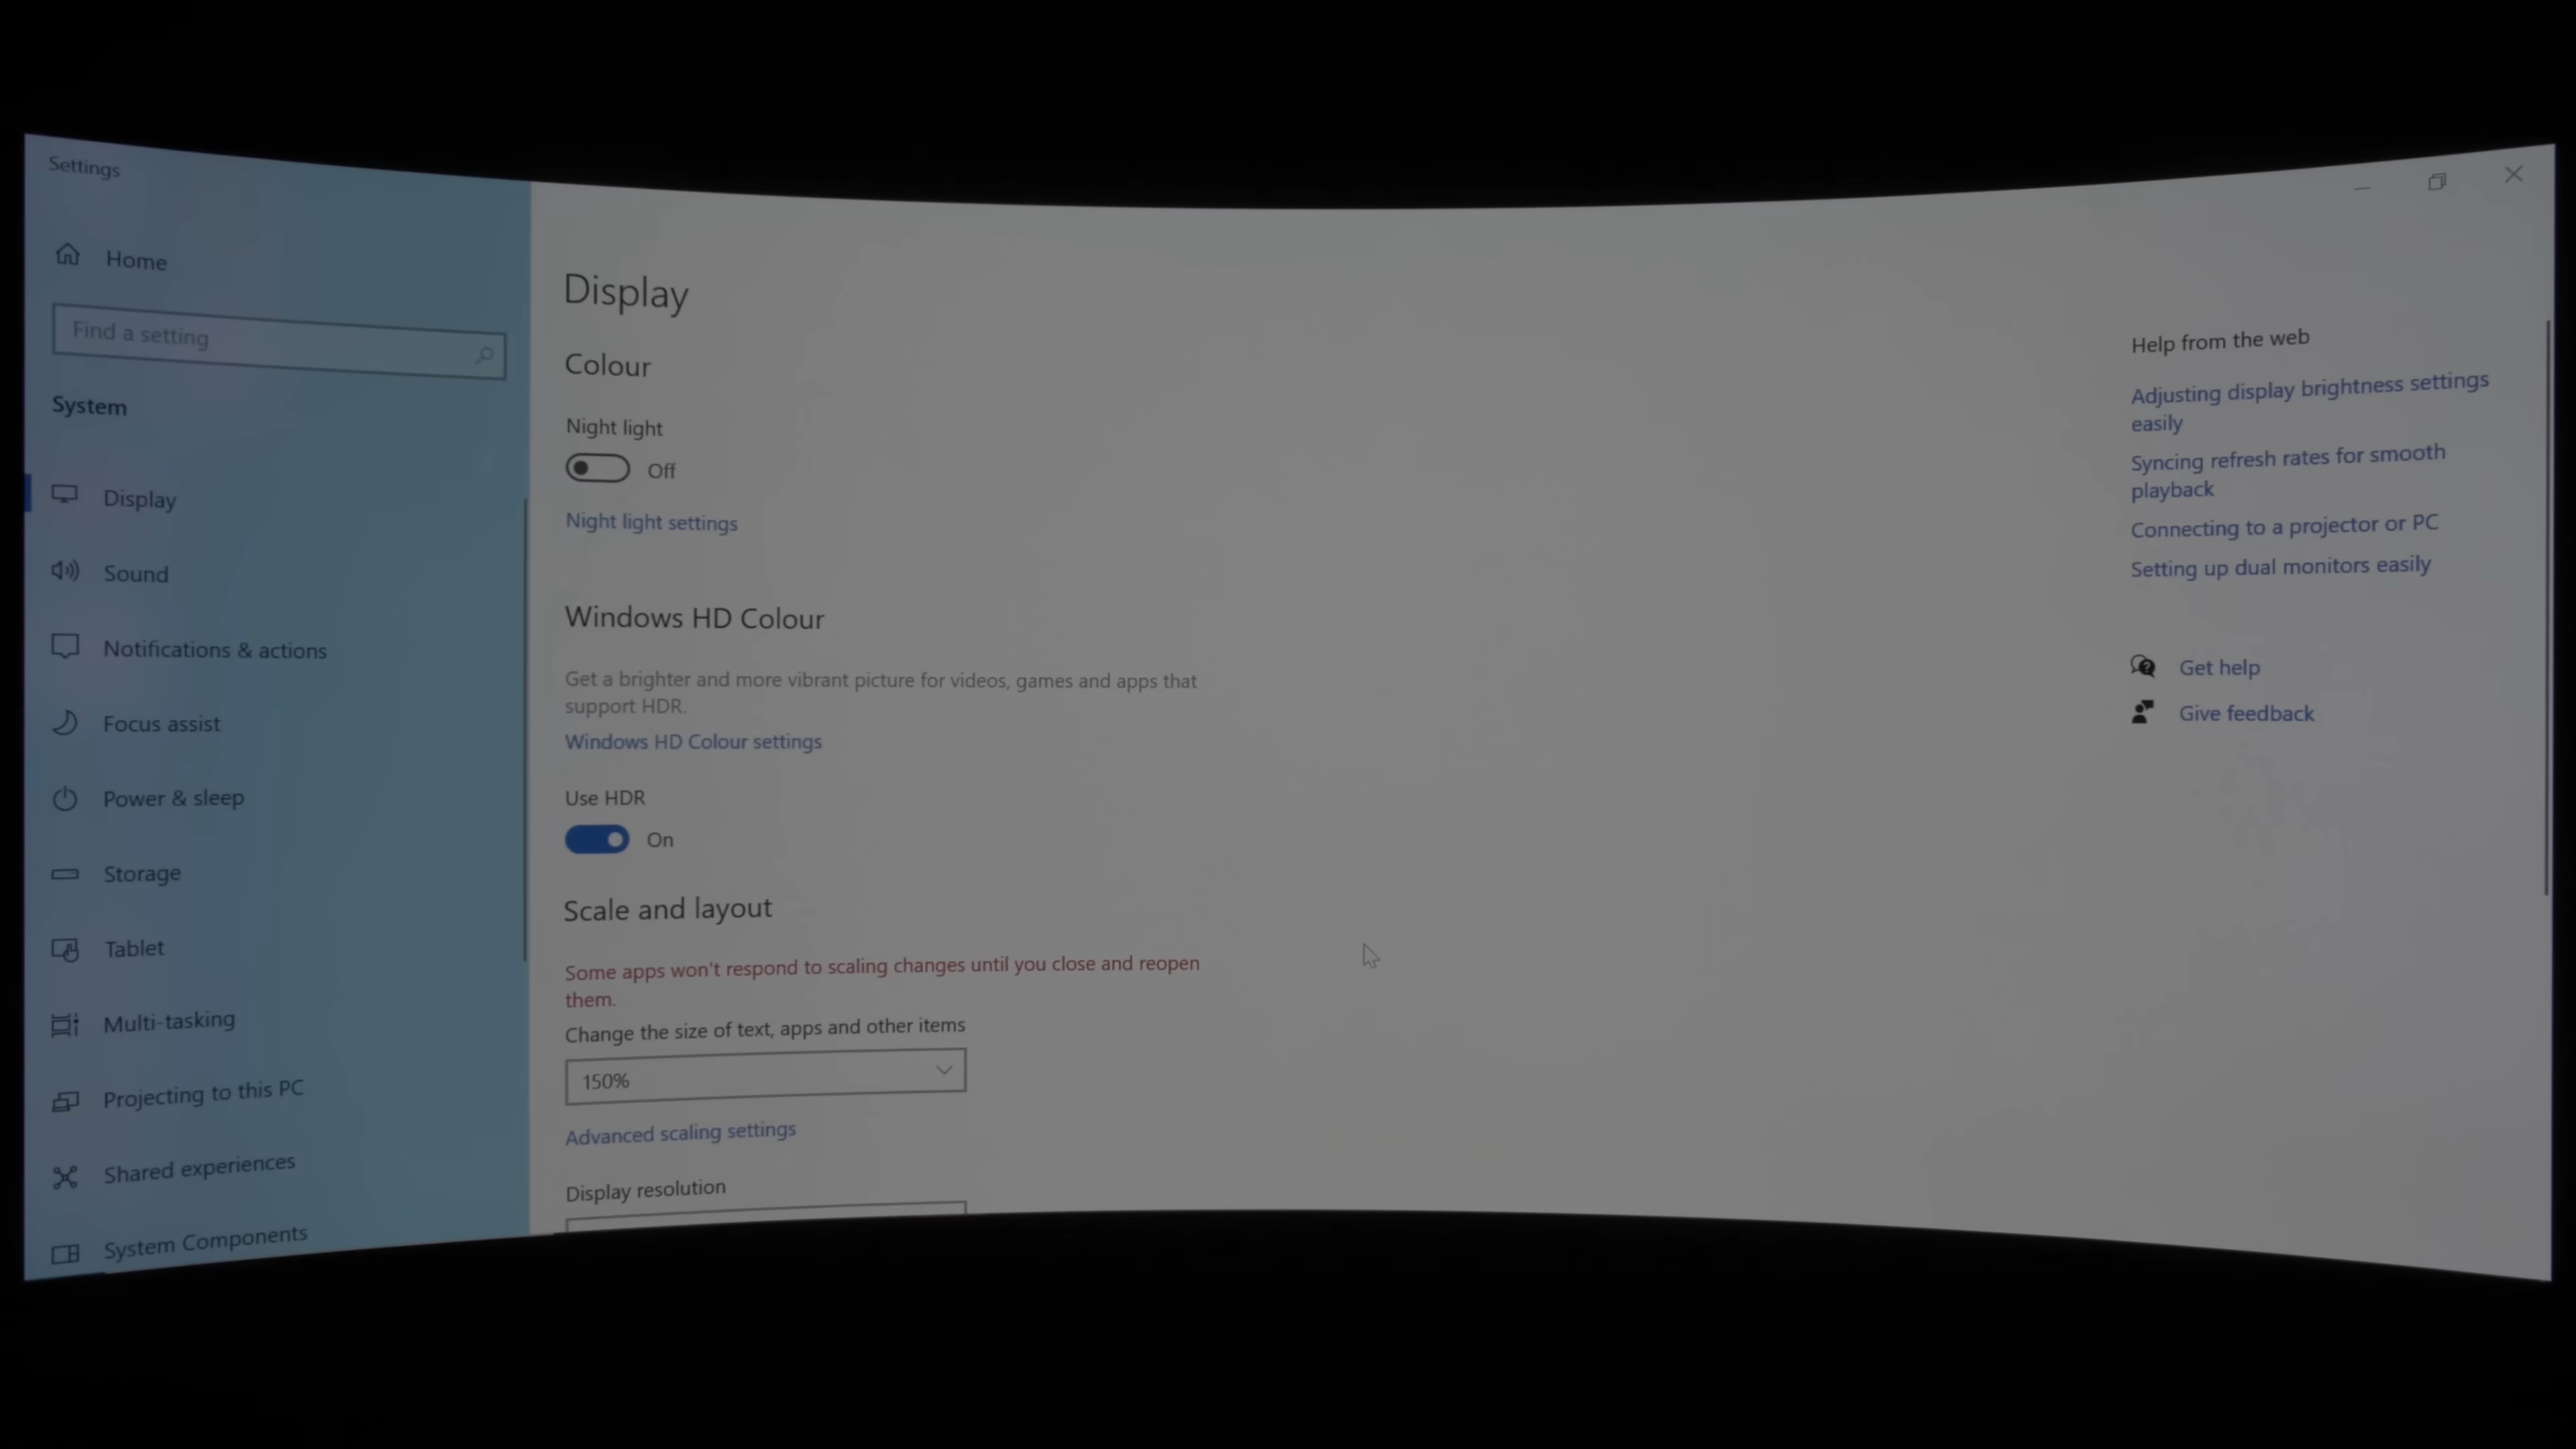 Settings
Home
Find a setting
System
Display
Sound
Notifications & actions
Focus assist
Power & sleep
Storage
Tablet
Multi-tasking
Projecting to this PC
Shared experiences
System Components
Display
Colour
Night light
Off
Night light settings
Windows HD Colour
Get a brighter and more vibrant picture for videos, games and apps that
support HDR.
Windows HD Colour settings
Use HDR
On
Scale and layout
Some apps won't respond to scaling changes until you close and reopen
them.
Change the size of text, apps and other items
150%
Advanced scaling settings
Display resolution
Help from the web
Adjusting display brightness settings
easily
Syncing refresh rates for smooth
playback
Connecting to a projector or PC
Setting up dual monitors easily
Get help
Give feedback